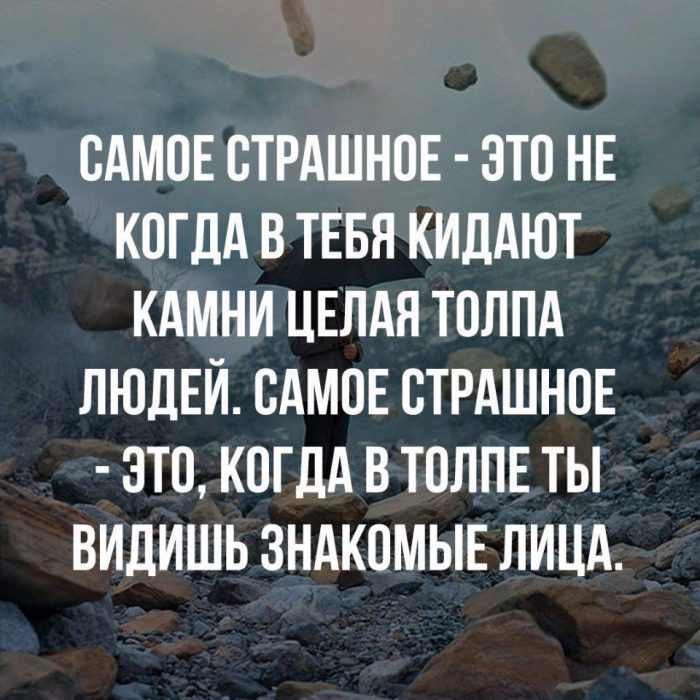 САМОЕ СТРАШНОЕ - ЭТО НЕ
КОГДА В ТЕБЯ КИДАЮТ
КАМНИ ЦЕЛАЯ ТОЛПА
ЛЮДЕЙ. САМОЕ СТРАШНОЕ
- ЭТО, КОГДА В ТОЛПЕ ТЫ
ВИДИШЬ ЗНАКОМЫЕ ЛИЦА.